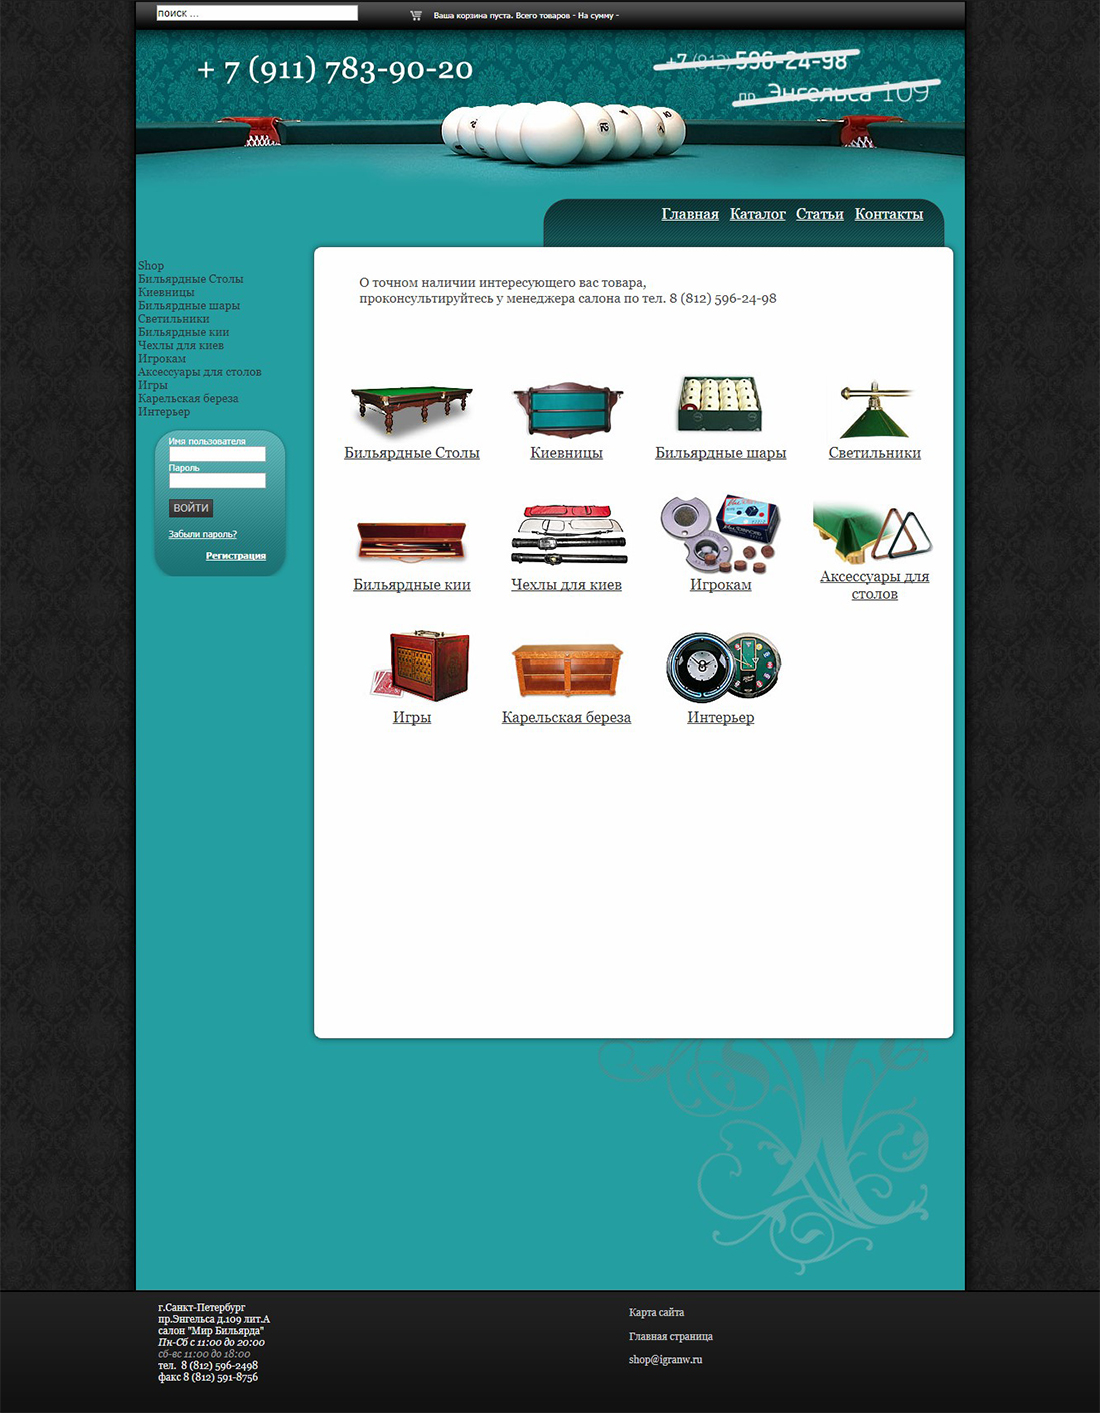 поиск ...
Ваша корзина пуста. Всего товаров - На сумму -
+ 7 (911) 783-90-20
+7 (812) 596-24-98
пр. Энгельса 109
Главная Каталог Статьи Контакты
Shop
Бильярдные Столы
Киевницы
Бильярдные шары
Светильники
Бильярдные кии
Чехлы для киев
Игрокам
Аксессуары для столов
Игры
Карельская береза
Интерьер
Имя пользователя
Пароль
ВОЙТИ
Забыли пароль?
Регистрация
О точном наличии интересующего вас товара,
проконсультируйтесь у менеджера салона по тел. 8 (812) 596-24-98
Бильярдные Столы
Киевницы
Бильярдные шары
Светильники
Бильярдные кии
Чехлы для киев
Игрокам
Аксессуары для
столов
Игры
Карельская береза
Интерьер
г.Санкт-Петербург
пр.Энгельса д.109 лит.А
салон "Мир Бильярда"
Пн-Сб с 11:00 до 20:00
сб-вс 11:00 до 18:00
тел. 8 (812) 596-2498
факс 8 (812) 591-8756
Карта сайта
Главная страница
shop@igranw.ru